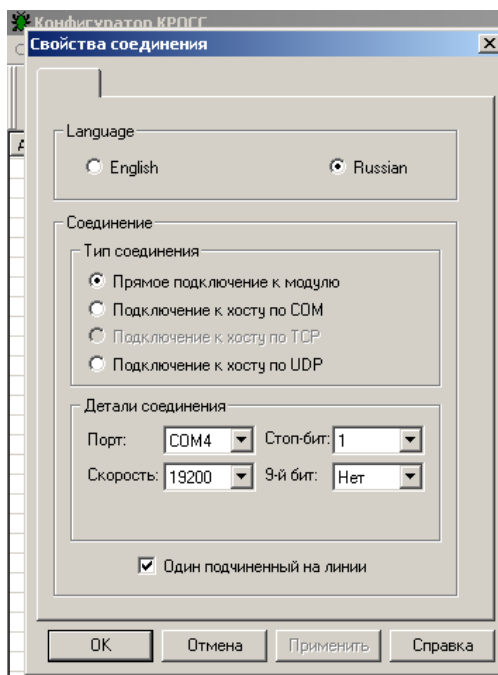 Конфигуратор КРОСС
Свойства соединения
Language
English Russian
Соединение
Тип соединения
Прямое подключение к модулю
Подключение к хосту по COM
Подключение к хосту по TCP
Подключение к хосту по UDP
Детали соединения
Порт: COM4 Стоп-бит: 1
Скорость: 19200 9-й бит: Нет
Один подчиненный на линии
OK Отмена Применить Справка